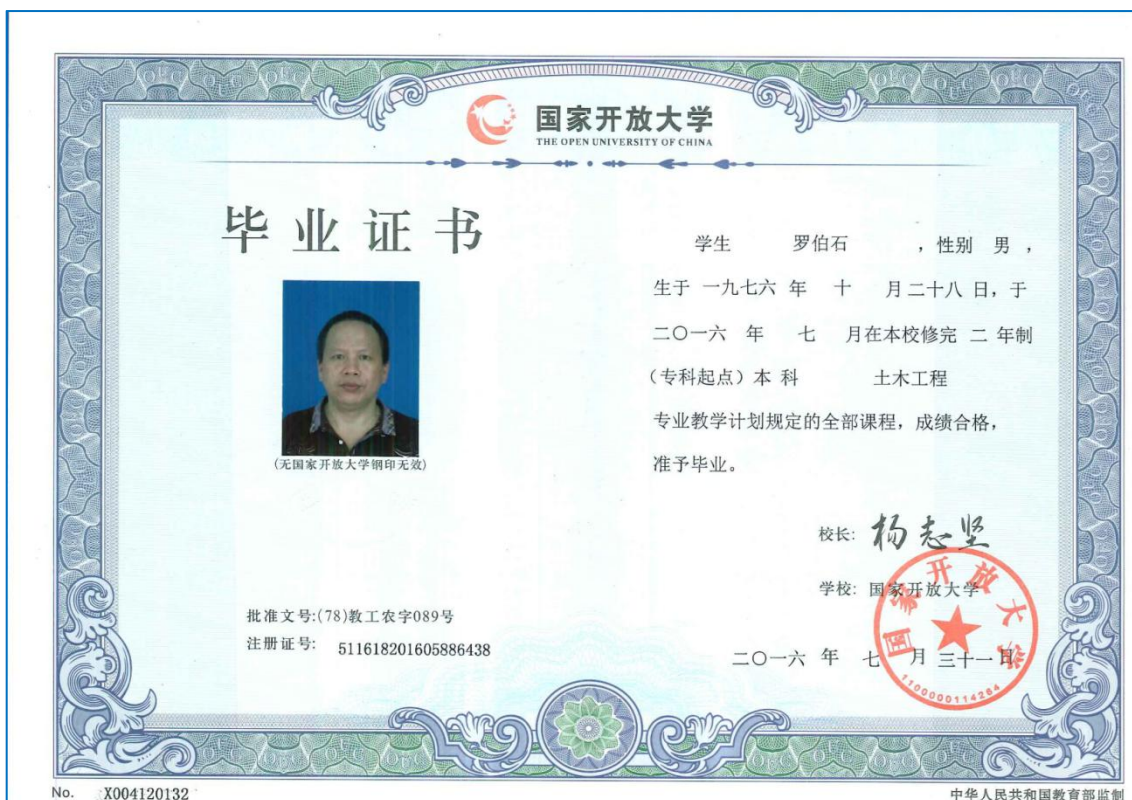 国家开放大学
THE OPEN UNIVERSITY OF CHINA
毕业证书
(无国家开放大学钢印无效)
批准文号:(78)教工农字089号
注册证号: 511618201605886438
学生 罗伯石 ,性别 男,
生于 一九七六 年 十 月二十八 日,于
二〇一六 年 七 月在本校修完 二 年制
(专科起点)本 科 土木工程
专业教学计划规定的全部课程,成绩合格,
准予毕业。
校长: 杨志坚
学校: 国家开放大学
二〇一六 年 七 月 三十一日
国家开放大学
1100000114264
No. X004120132
中华人民共和国教育部监制